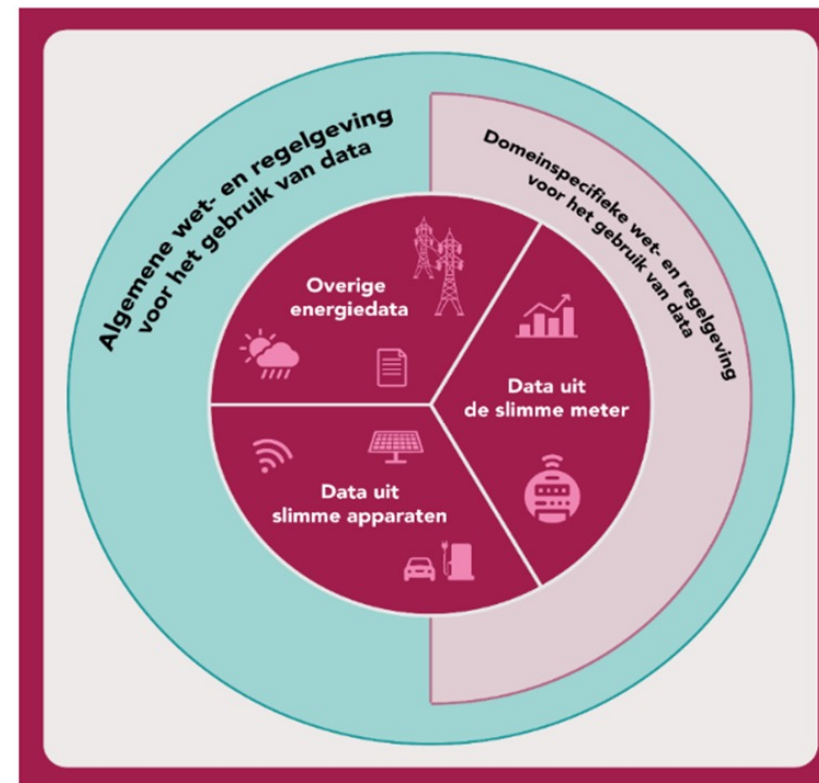 Algemene wet- en regelgeving
voor het gebruik van data
Domeinspecifieke wet- en regelgeving
voor het gebruik van data
Overige
energiedata
Data uit
de slimme meter
Data uit
slimme apparaten